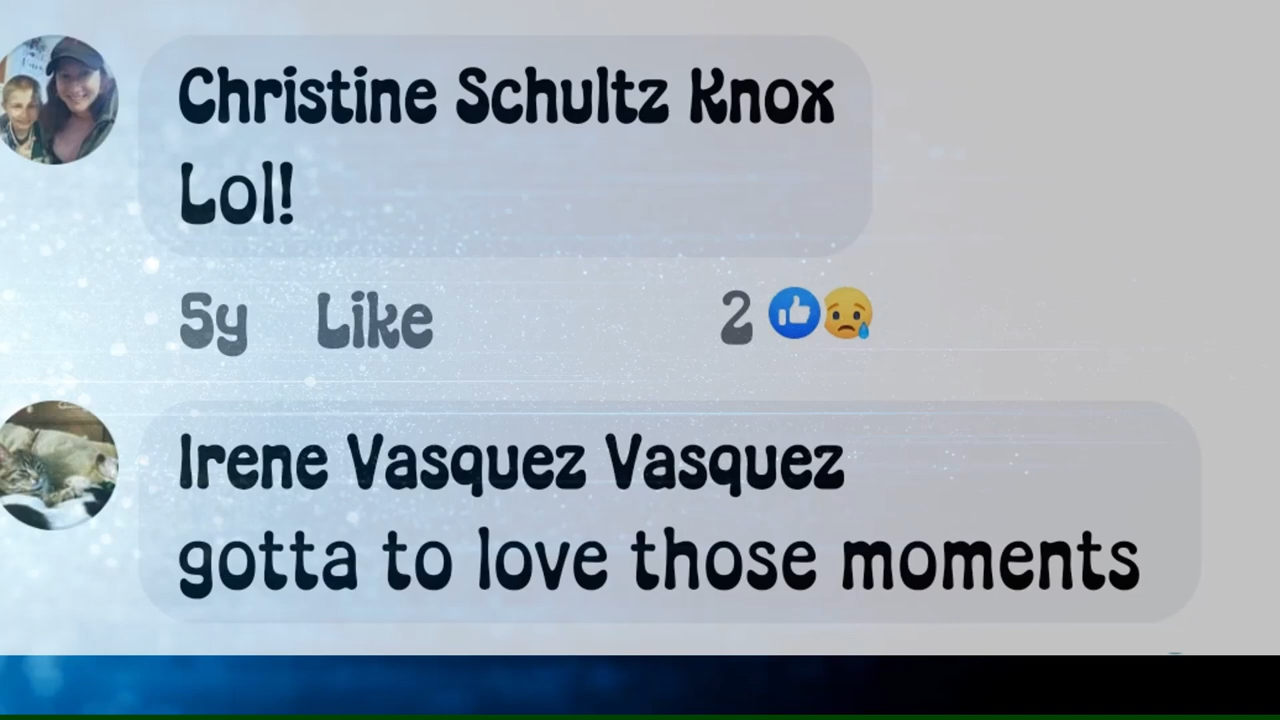 Christine Schultz Knox
Lol!
5y Like 2
Irene Vasquez Vasquez
gotta to love those moments